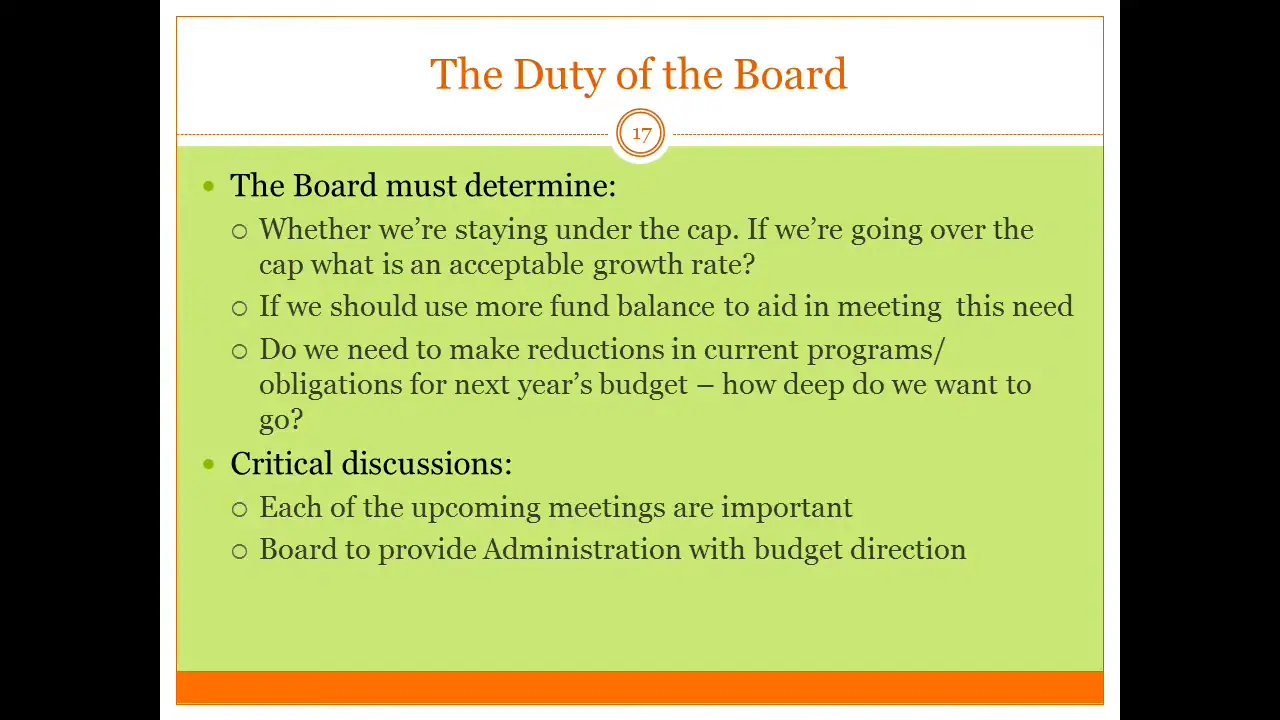 The Duty of the Board
17
• The Board must determine:
○ Whether we’re staying under the cap. If we’re going over the
cap what is an acceptable growth rate?
○ If we should use more fund balance to aid in meeting  this need
○ Do we need to make reductions in current programs/
obligations for next year’s budget – how deep do we want to
go?
• Critical discussions:
○ Each of the upcoming meetings are important
○ Board to provide Administration with budget direction